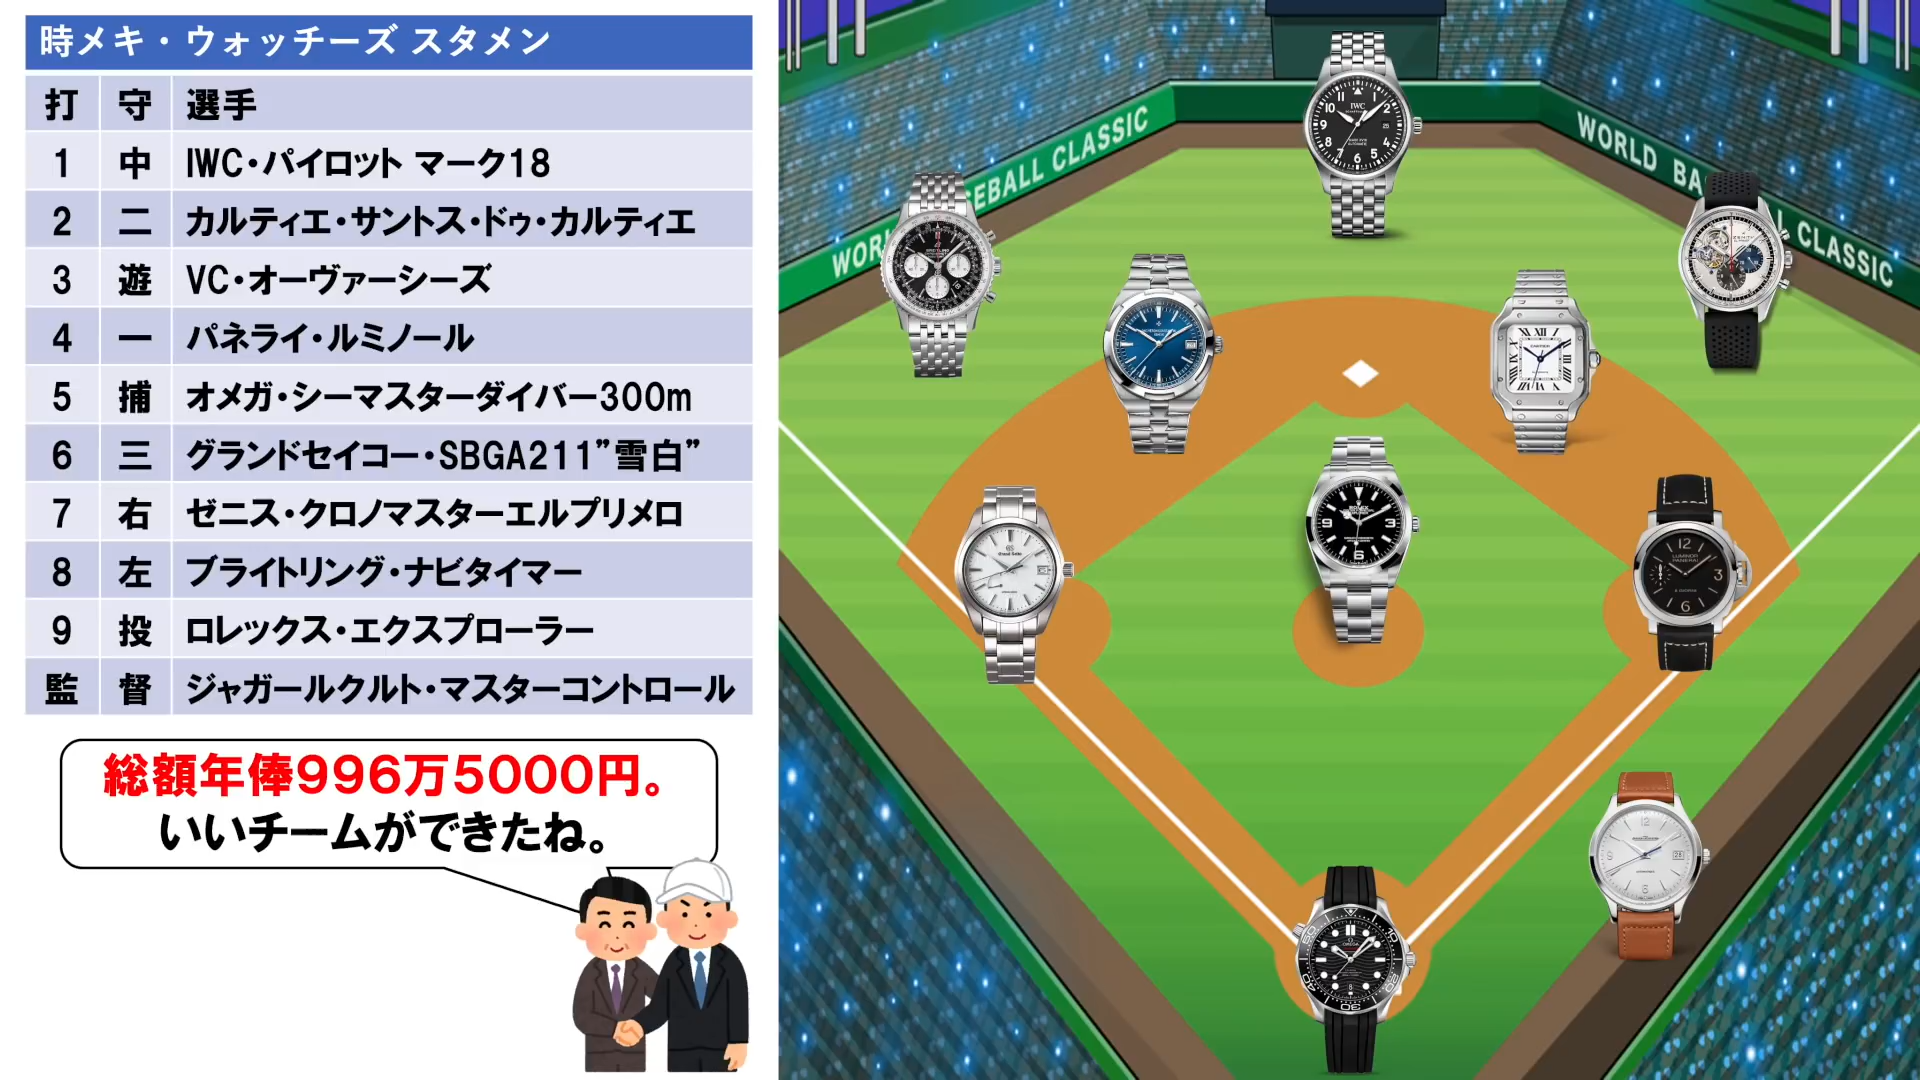 時メキ・ウォッチーズ スタメン
打 守 選手
1 中 IWC・パイロット マーク18
2 二 カルティエ・サントス・ドゥ・カルティエ
3 遊 VC・オーヴァーシーズ
4 一 パネライ・ルミノール
5 捕 オメガ・シーマスターダイバー300m
6 三 グランドセイコー・SBGA211”雪白”
7 右 ゼニス・クロノマスターエルプリメロ
8 左 ブライトリング・ナビタイマー
9 投 ロレックス・エクスプローラー
監 督 ジャガールクルト・マスターコントロール
総額年俸996万5000円。
いいチームができたね。
WORL
SEBALL CLASSIC
WORLD BA
CLASSIC
IWC
ROLEX
Grand Seiko
LUMINOR
PANERAI